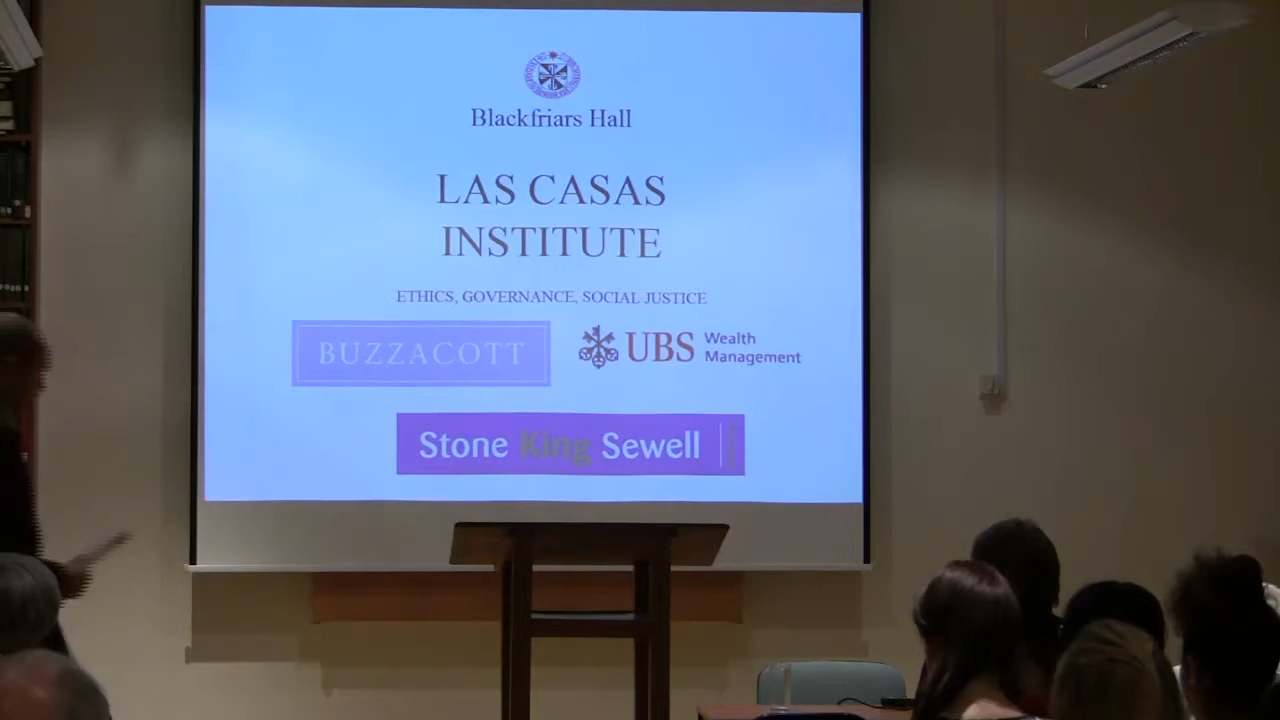 Blackfriars Hall
LAS CASAS
INSTITUTE
ETHICS, GOVERNANCE, SOCIAL JUSTICE
BUZZACOTT
UBS Wealth
Management
Stone King Sewell